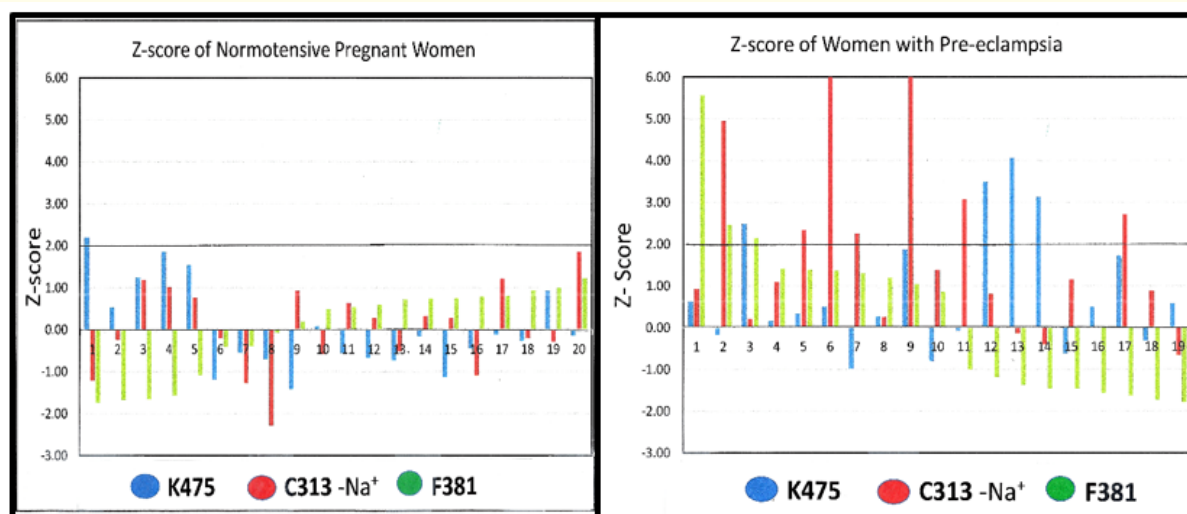 Z-score of Normotensive Pregnant Women
6.00
5.00
4.00
3.00
2.00
1.00
0.00
-1.00
-2.00
-3.00
Z-score
1 2 3 4 5 6 7 8 9 10 11 12 13 14 15 16 17 18 19 20
K475 C313 -Na⁺ F381
Z-score of Women with Pre-eclampsia
6.00
5.00
4.00
3.00
2.00
1.00
0.00
-1.00
-2.00
-3.00
Z- Score
1 2 3 4 5 6 7 8 9 10 11 12 13 14 15 16 17 18 19
K475 C313 -Na⁺ F381